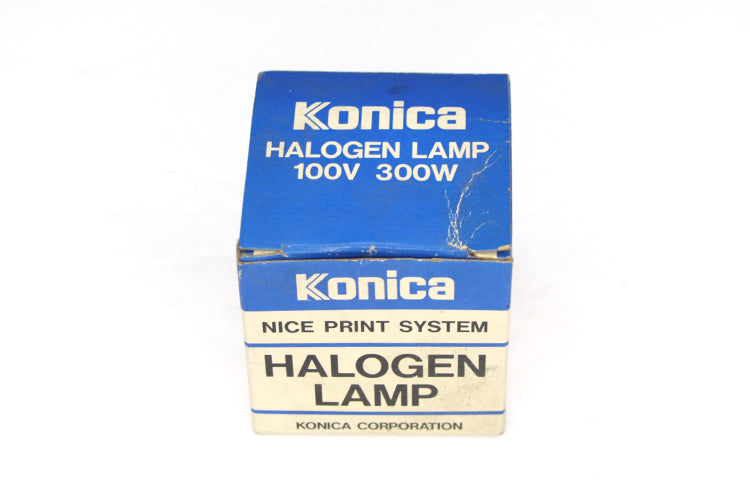 Konica
HALOGEN LAMP
100V 300W
Konica
NICE PRINT SYSTEM
HALOGEN
LAMP
KONICA CORPORATION